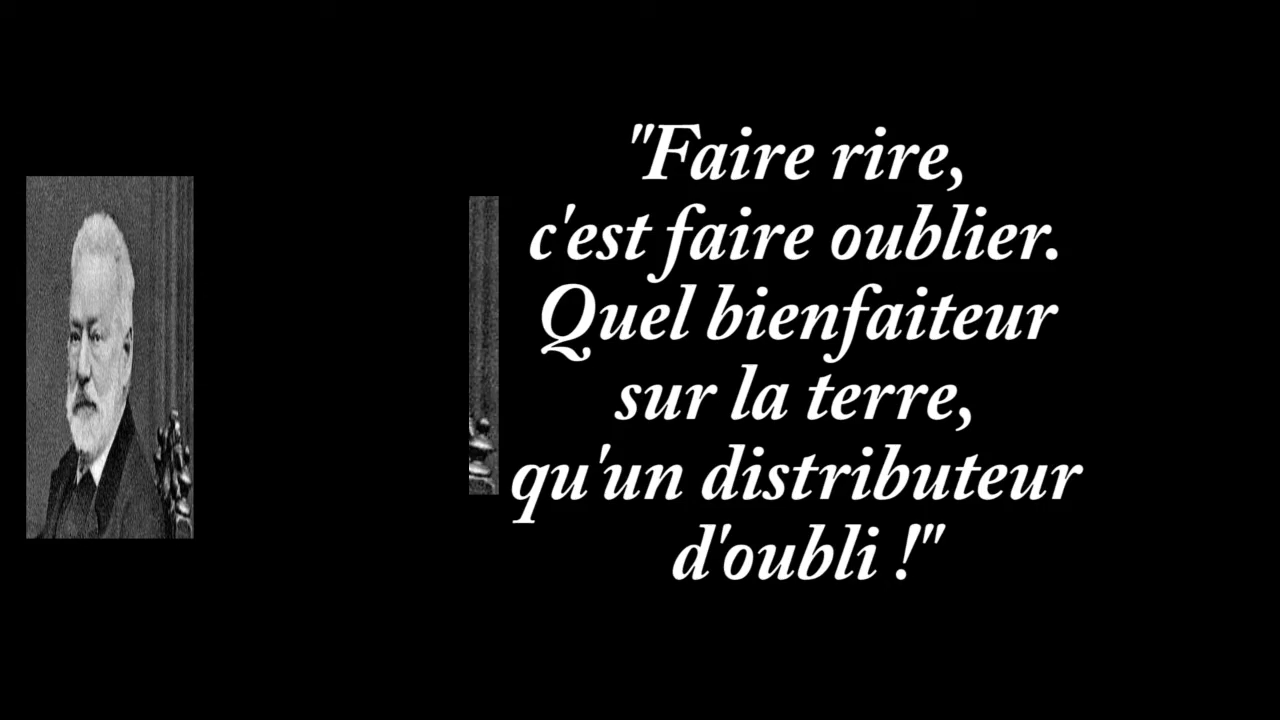 "Faire rire,
c'est faire oublier.
Quel bienfaiteur
sur la terre,
qu'un distributeur
d'oubli !"